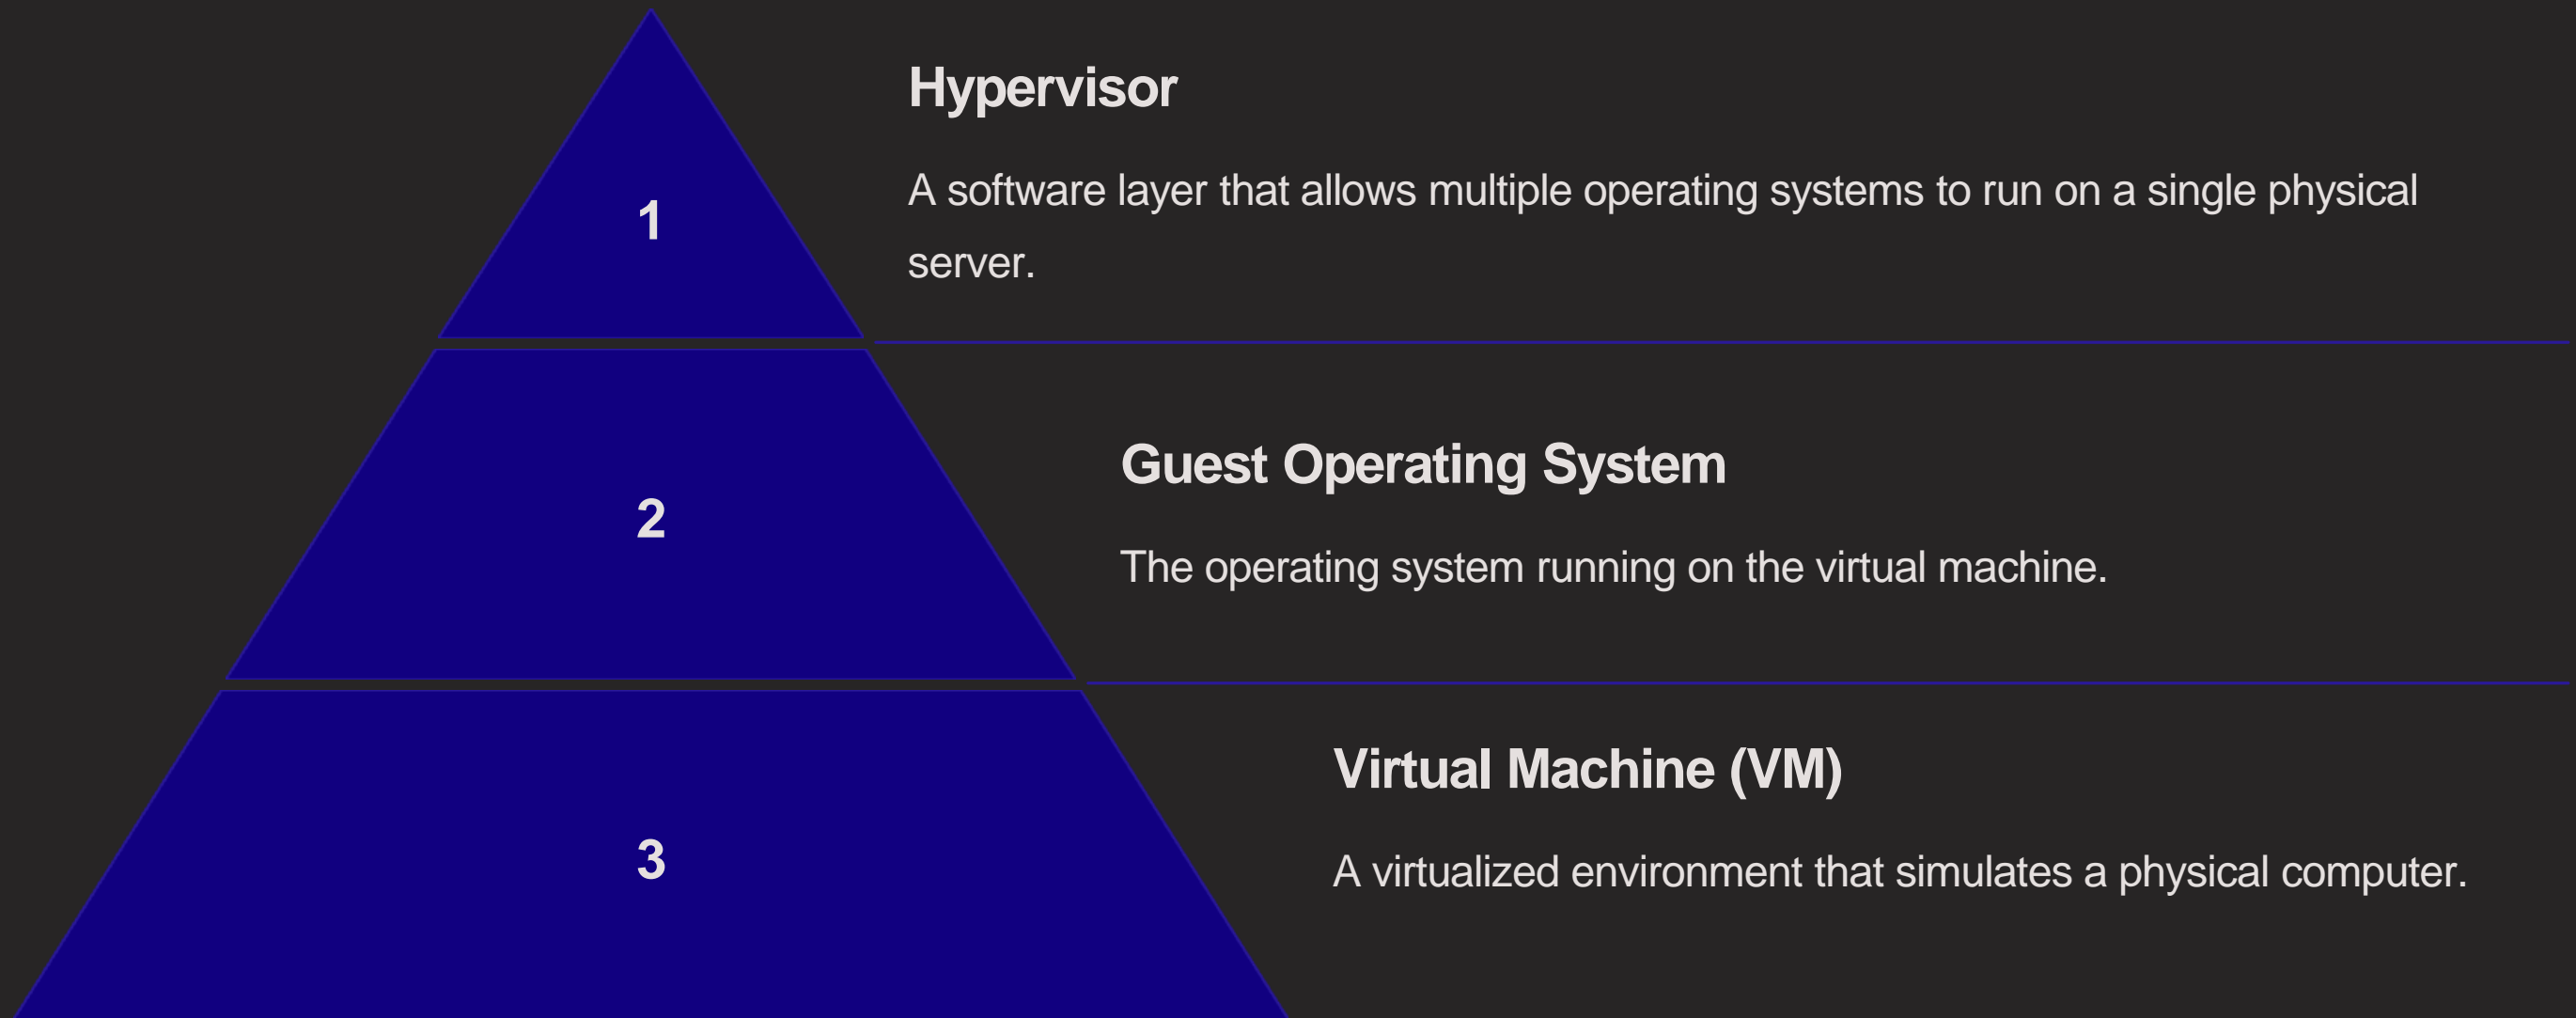 Hypervisor
A software layer that allows multiple operating systems to run on a single physical
server.
1
Guest Operating System
The operating system running on the virtual machine.
2
Virtual Machine (VM)
A virtualized environment that simulates a physical computer.
3